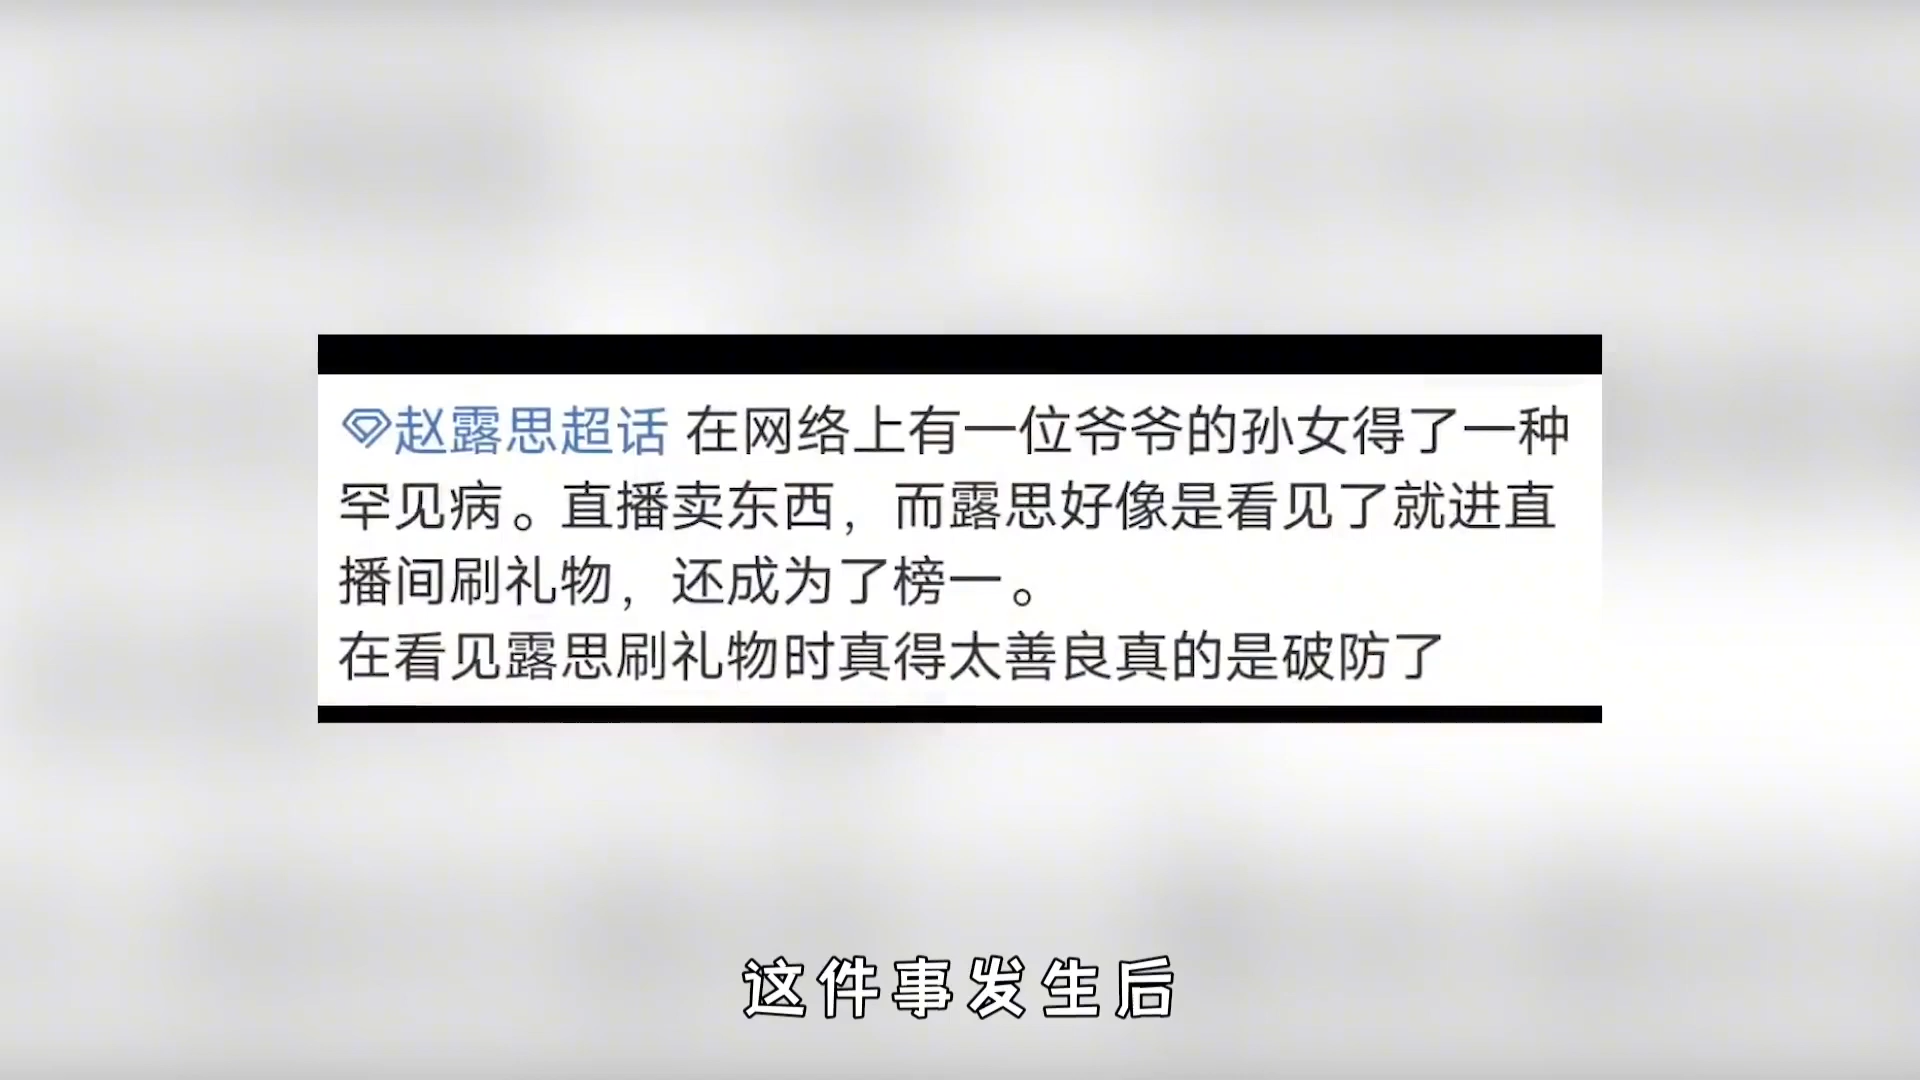 赵露思超话 在网络上有一位爷爷的孙女得了一种
罕见病。直播卖东西，而露思好像是看见了就进直
播间刷礼物，还成为了榜一。
在看见露思刷礼物时真得太善良真的是破防了
这件事发生后